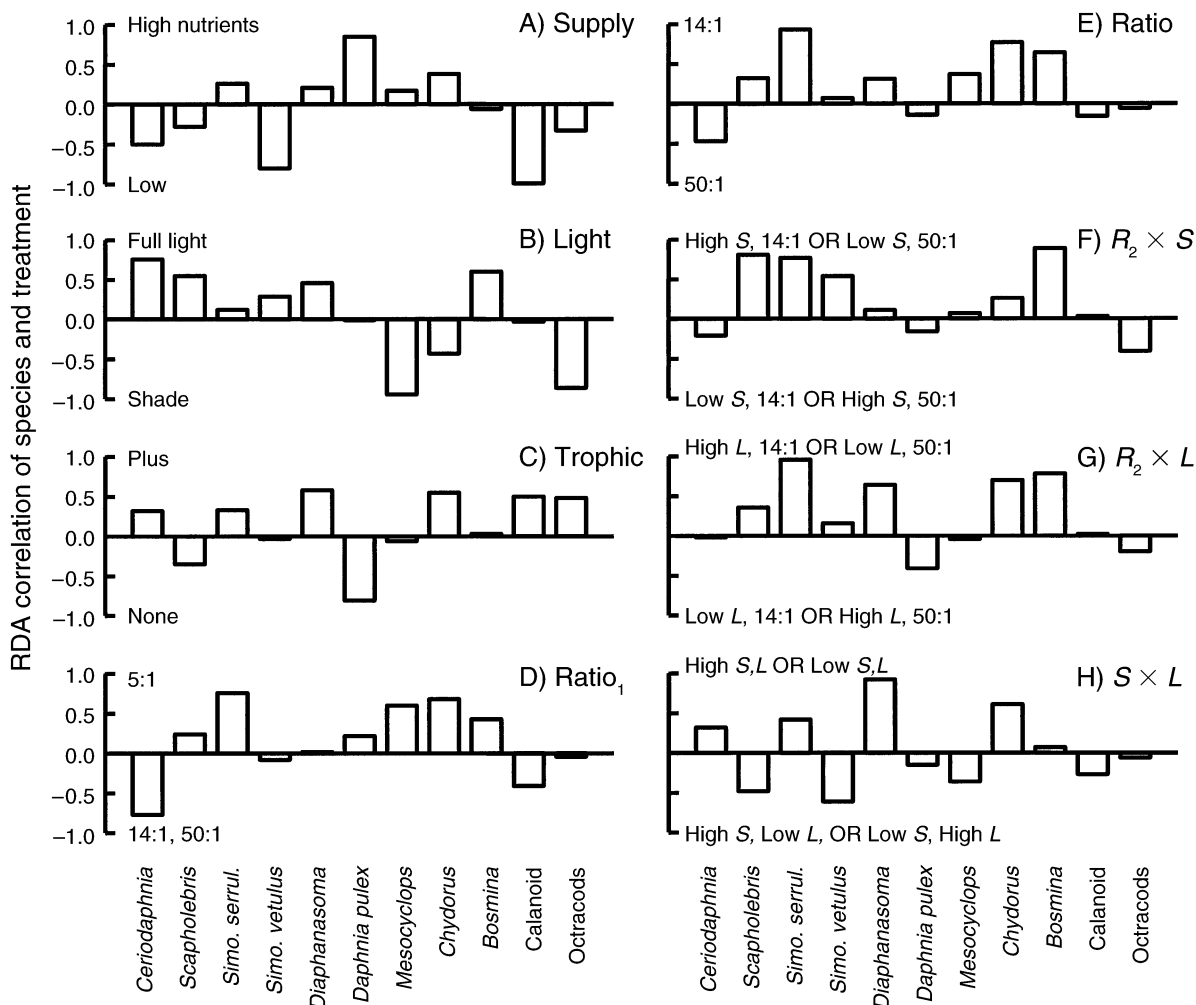 RDA correlation of species and treatment
A) Supply
High nutrients
1.0
0.5
0.0
−0.5
−1.0
Low
B) Light
Full light
1.0
0.5
0.0
−0.5
−1.0
Shade
C) Trophic
Plus
1.0
0.5
0.0
−0.5
−1.0
None
D) Ratio1
5:1
1.0
0.5
0.0
−0.5
−1.0
14:1, 50:1
Ceriodaphnia
Scapholebris
Simo. serrul.
Simo. vetulus
Diaphanasoma
Daphnia pulex
Mesocyclops
Chydorus
Bosmina
Calanoid
Octracods
E) Ratio
14:1
50:1
F) R2 × S
High S, 14:1 OR Low S, 50:1
Low S, 14:1 OR High S, 50:1
G) R2 × L
High L, 14:1 OR Low L, 50:1
Low L, 14:1 OR High L, 50:1
H) S × L
High S,L OR Low S,L
High S, Low L, OR Low S, High L
Ceriodaphnia
Scapholebris
Simo. serrul.
Simo. vetulus
Diaphanasoma
Daphnia pulex
Mesocyclops
Chydorus
Bosmina
Calanoid
Octracods